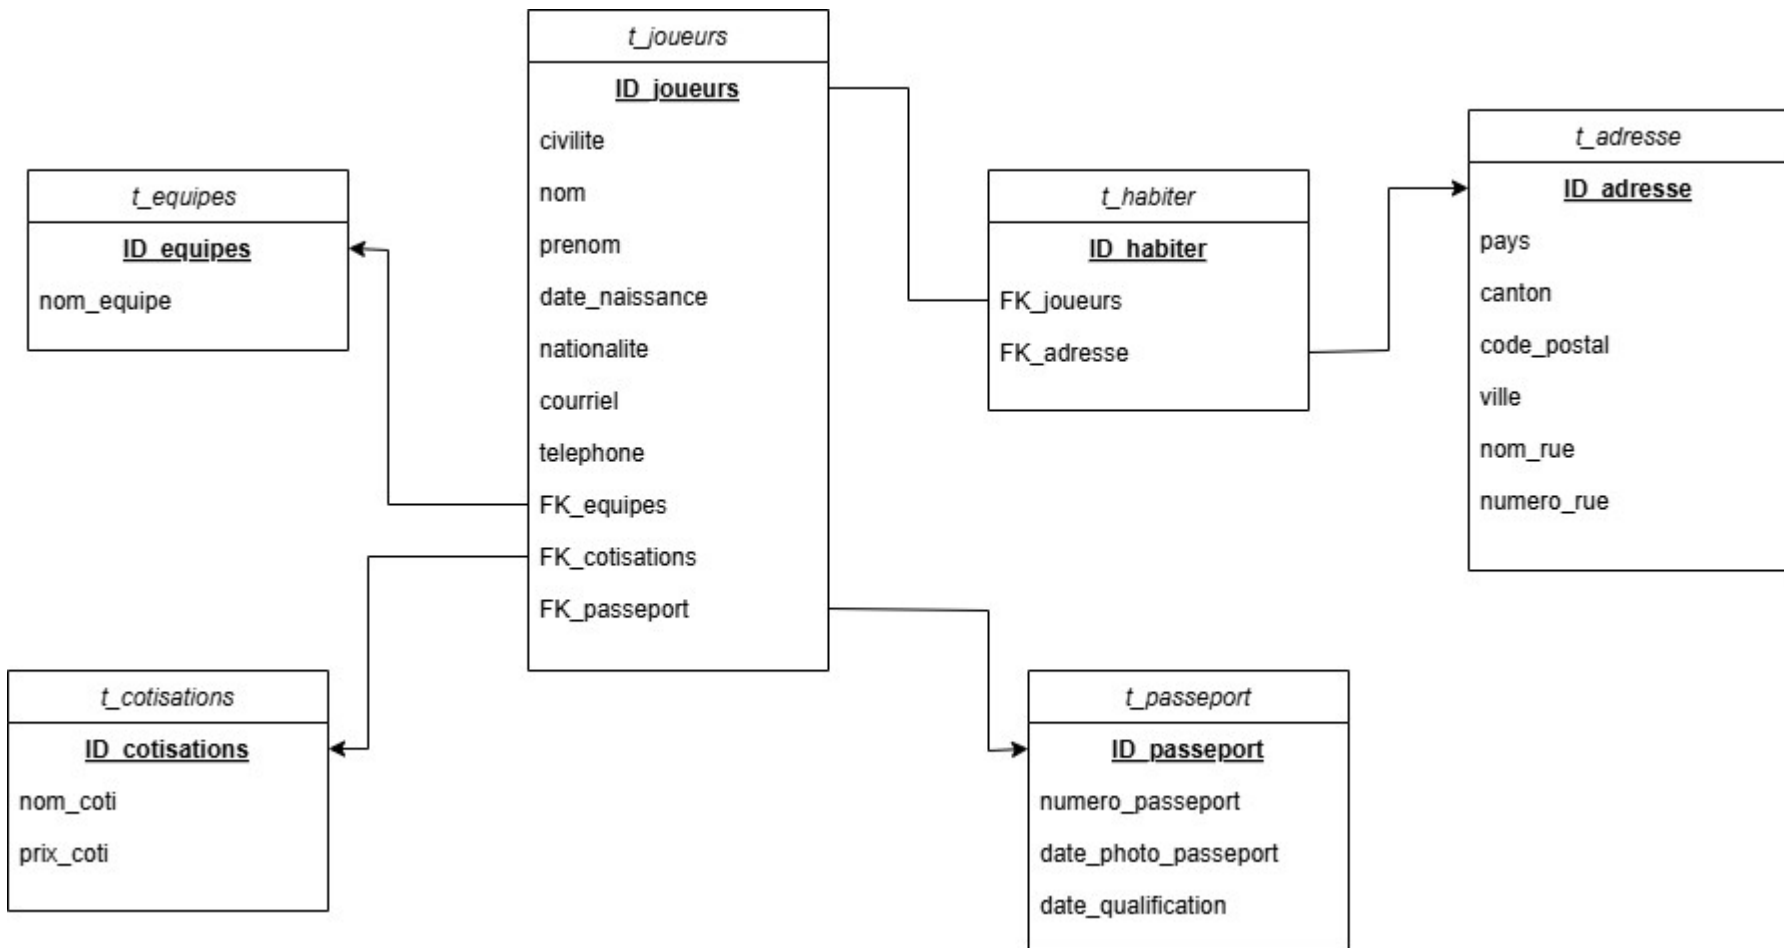 t_joueurs
ID_joueurs
civilite
nom
prenom
date_naissance
nationalite
courriel
telephone
FK_equipes
FK_cotisations
FK_passeport
t_equipes
ID_equipes
nom_equipe
t_habiter
ID_habiter
FK_joueurs
FK_adresse
t_adresse
ID_adresse
pays
canton
code_postal
ville
nom_rue
numero_rue
t_cotisations
ID_cotisations
nom_coti
prix_coti
t_passeport
ID_passeport
numero_passeport
date_photo_passeport
date_qualification